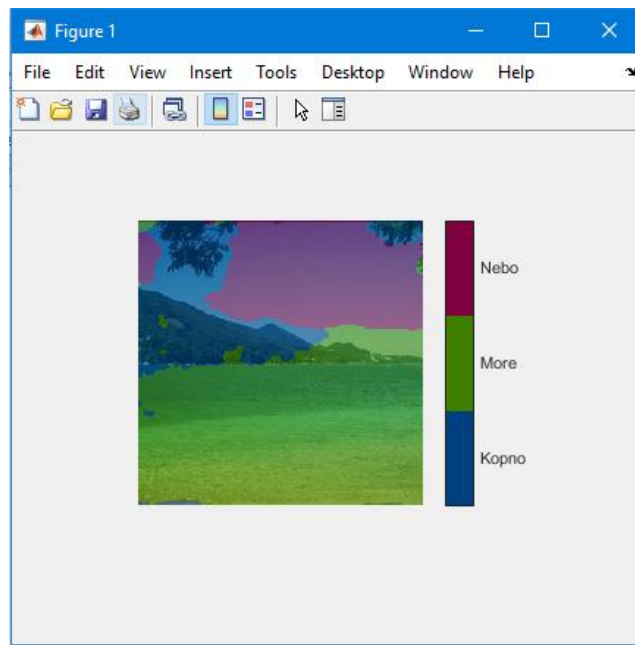 Figure 1
File Edit View Insert Tools Desktop Window Help
Nebo
More
Kopno